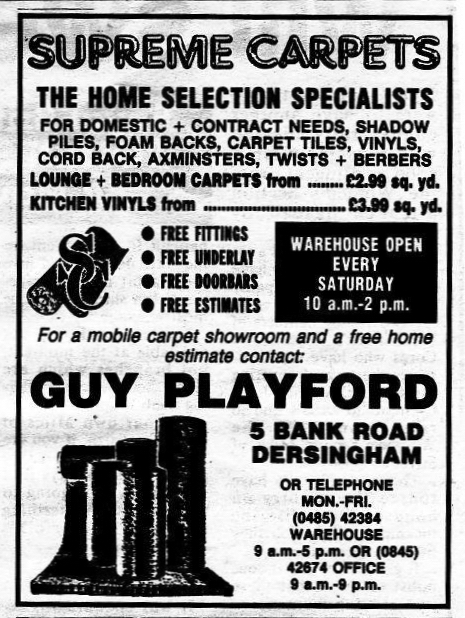 SUPREME CARPETS
THE HOME SELECTION SPECIALISTS
FOR DOMESTIC + CONTRACT NEEDS, SHADOW
PILES, FOAM BACKS, CARPET TILES, VINYLS,
CORD BACK, AXMINSTERS, TWISTS + BERBERS
LOUNGE + BEDROOM CARPETS from ........£2.99 sq. yd.
KITCHEN VINYLS from ................................£3.99 sq. yd.
SC
● FREE FITTINGS
● FREE UNDERLAY
● FREE DOORBARS
● FREE ESTIMATES
WAREHOUSE OPEN
EVERY
SATURDAY
10 a.m.-2 p.m.
For a mobile carpet showroom and a free home
estimate contact:
GUY PLAYFORD
5 BANK ROAD
DERSINGHAM
OR TELEPHONE
MON.-FRI.
(0485) 42384
WAREHOUSE
9 a.m.-5 p.m. OR (0845)
42674 OFFICE
9 a.m.-9 p.m.